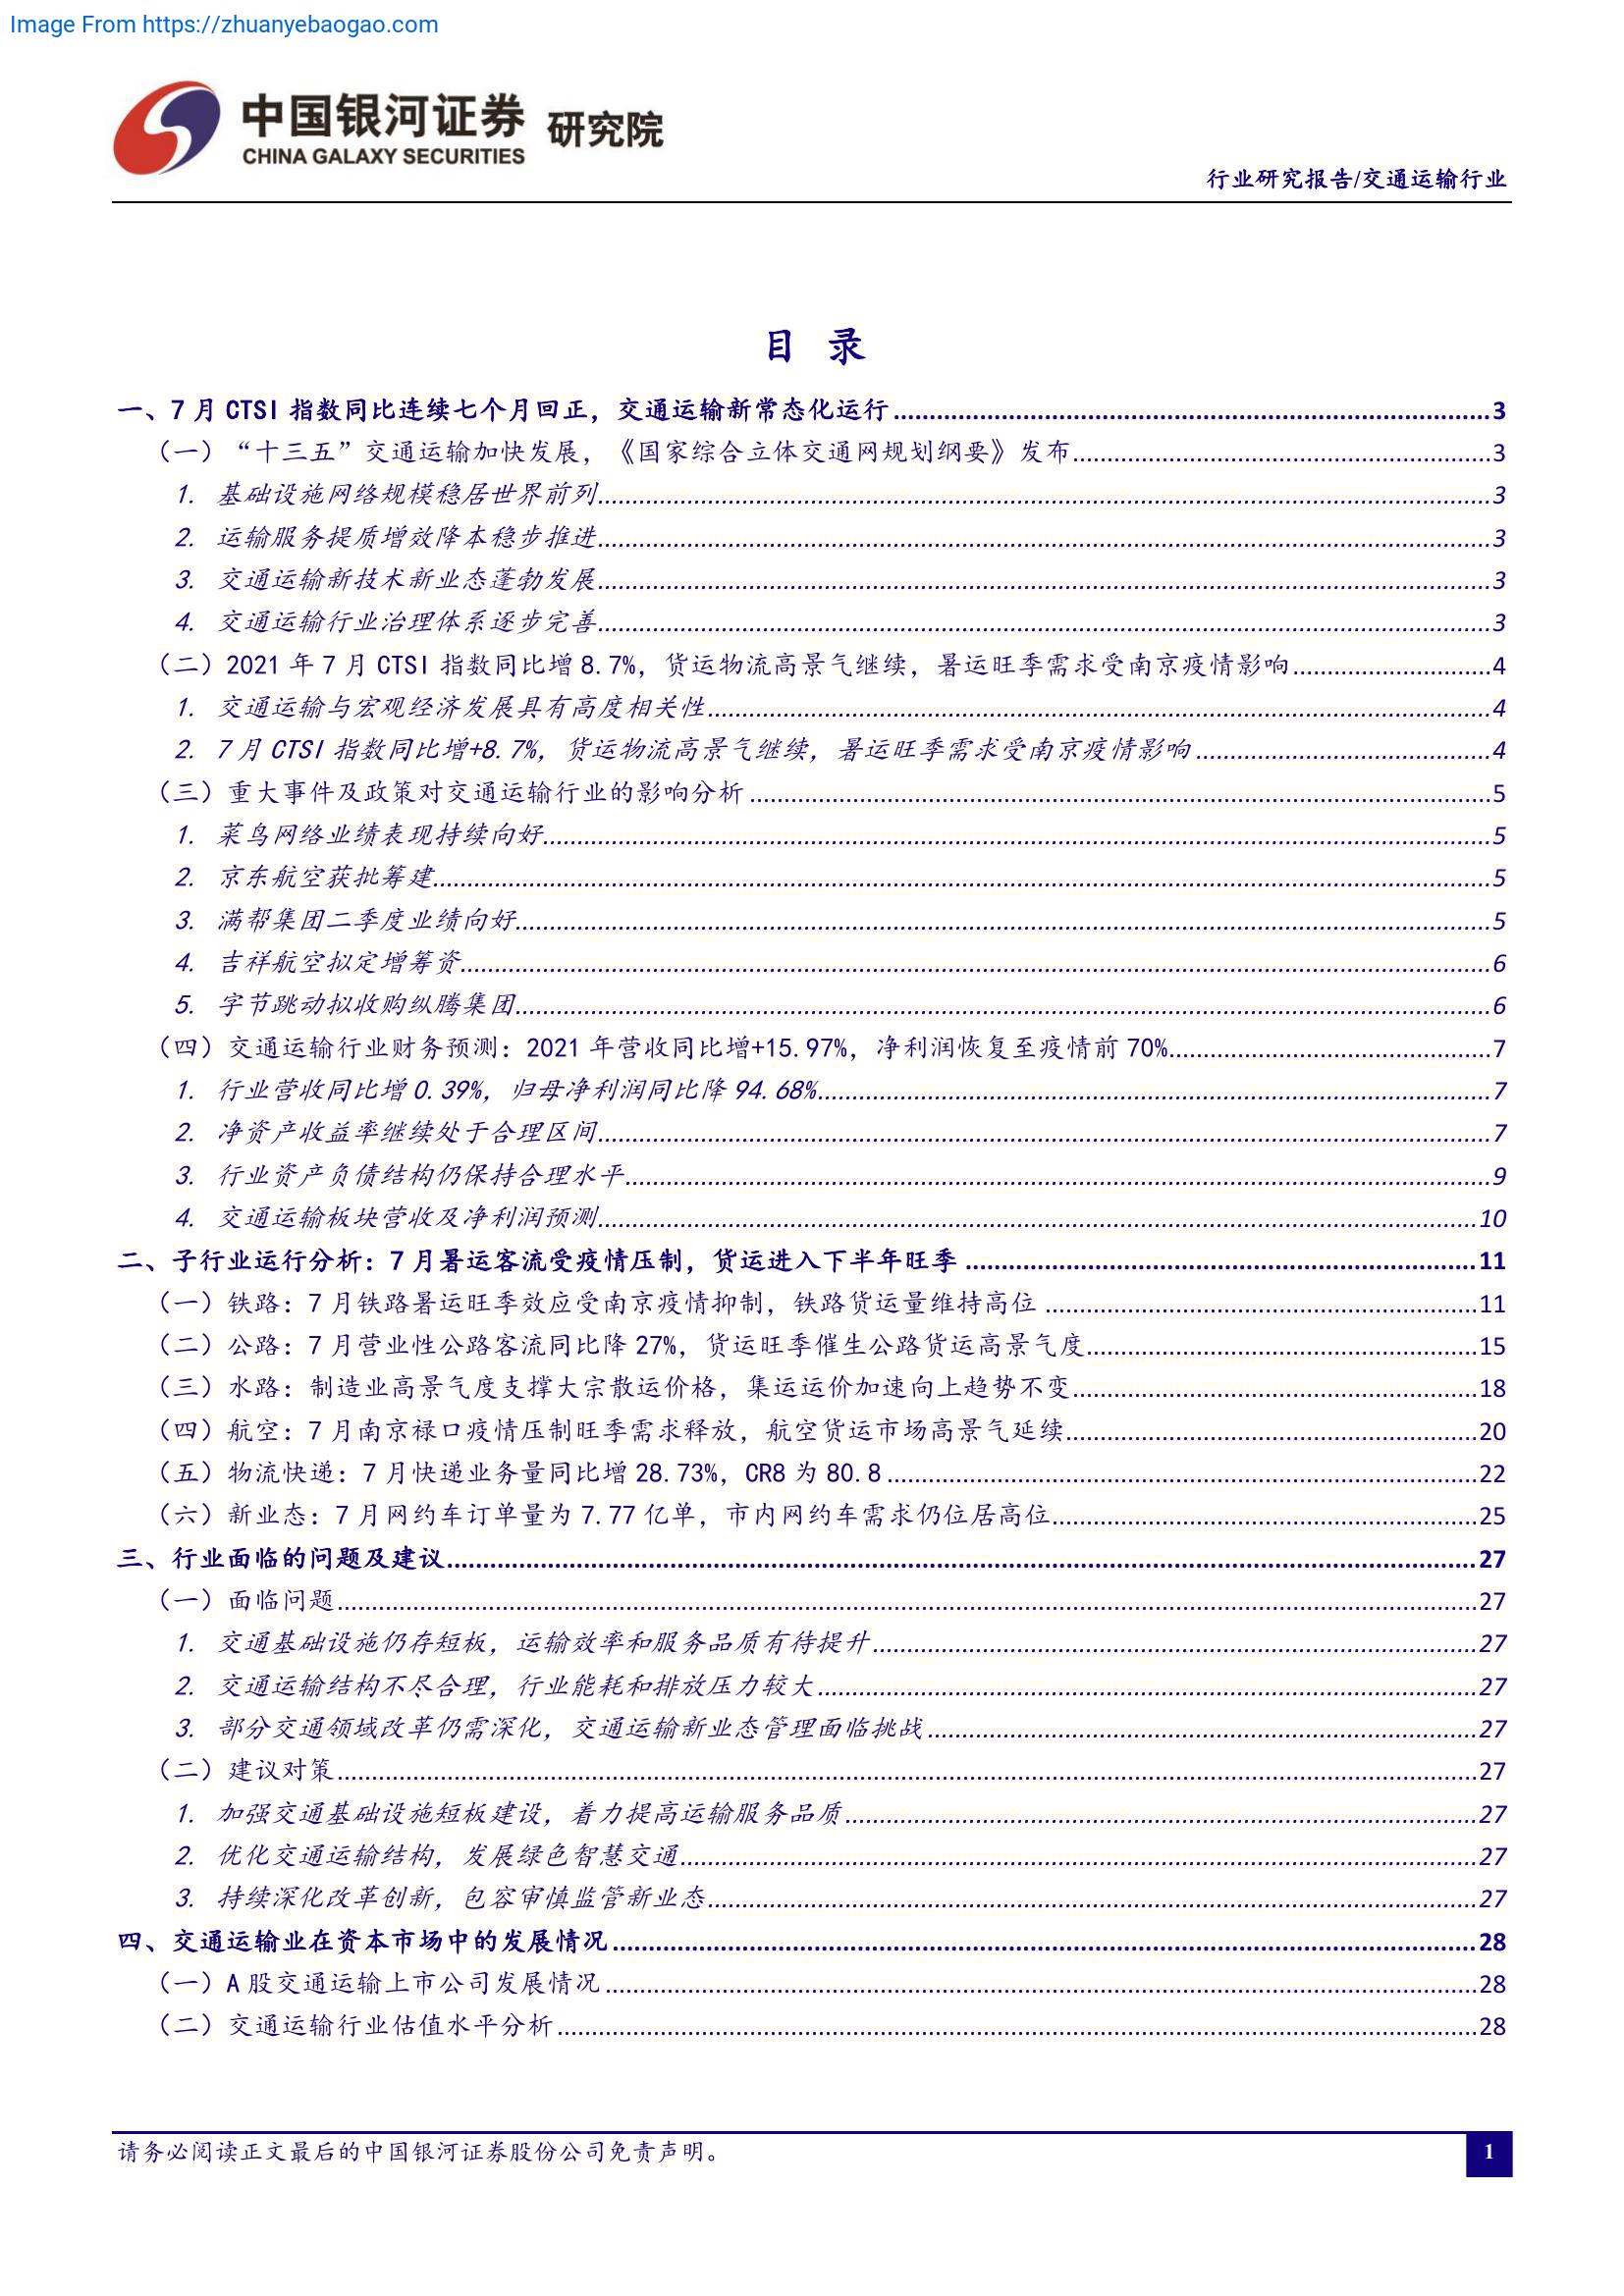 Image From https://zhuanyebaogao.com
中国银河证券 研究院
CHINA GALAXY SECURITIES
行业研究报告/交通运输行业
目 录
一、7 月 CTSI 指数同比连续七个月回正，交通运输新常态化运行 3
（一）“十三五”交通运输加快发展，《国家综合立体交通网规划纲要》发布 3
1. 基础设施网络规模稳居世界前列 3
2. 运输服务提质增效降本稳步推进 3
3. 交通运输新技术新业态蓬勃发展 3
4. 交通运输行业治理体系逐步完善 3
（二）2021 年 7 月 CTSI 指数同比增 8.7%，货运物流高景气继续，暑运旺季需求受南京疫情影响 4
1. 交通运输与宏观经济发展具有高度相关性 4
2. 7 月 CTSI 指数同比增+8.7%，货运物流高景气继续，暑运旺季需求受南京疫情影响 4
（三）重大事件及政策对交通运输行业的影响分析 5
1. 菜鸟网络业绩表现持续向好 5
2. 京东航空获批筹建 5
3. 满帮集团二季度业绩向好 5
4. 吉祥航空拟定增筹资 6
5. 字节跳动拟收购纵腾集团 6
（四）交通运输行业财务预测：2021 年营收同比增+15.97%，净利润恢复至疫情前 70% 7
1. 行业营收同比增 0.39%，归母净利润同比降 94.68% 7
2. 净资产收益率继续处于合理区间 7
3. 行业资产负债结构仍保持合理水平 9
4. 交通运输板块营收及净利润预测 10
二、子行业运行分析：7 月暑运客流受疫情压制，货运进入下半年旺季 11
（一）铁路：7 月铁路暑运旺季效应受南京疫情抑制，铁路货运量维持高位 11
（二）公路：7 月营业性公路客流同比降 27%，货运旺季催生公路货运高景气度 15
（三）水路：制造业高景气度支撑大宗散运价格，集运运价加速向上趋势不变 18
（四）航空：7 月南京禄口疫情压制旺季需求释放，航空货运市场高景气延续 20
（五）物流快递：7 月快递业务量同比增 28.73%，CR8 为 80.8 22
（六）新业态：7 月网约车订单量为 7.77 亿单，市内网约车需求仍位居高位 25
三、行业面临的问题及建议 27
（一）面临问题 27
1. 交通基础设施仍存短板，运输效率和服务品质有待提升 27
2. 交通运输结构不尽合理，行业能耗和排放压力较大 27
3. 部分交通领域改革仍需深化，交通运输新业态管理面临挑战 27
（二）建议对策 27
1. 加强交通基础设施短板建设，着力提高运输服务品质 27
2. 优化交通运输结构，发展绿色智慧交通 27
3. 持续深化改革创新，包容审慎监管新业态 27
四、交通运输业在资本市场中的发展情况 28
（一）A 股交通运输上市公司发展情况 28
（二）交通运输行业估值水平分析 28
请务必阅读正文最后的中国银河证券股份公司免责声明。
1